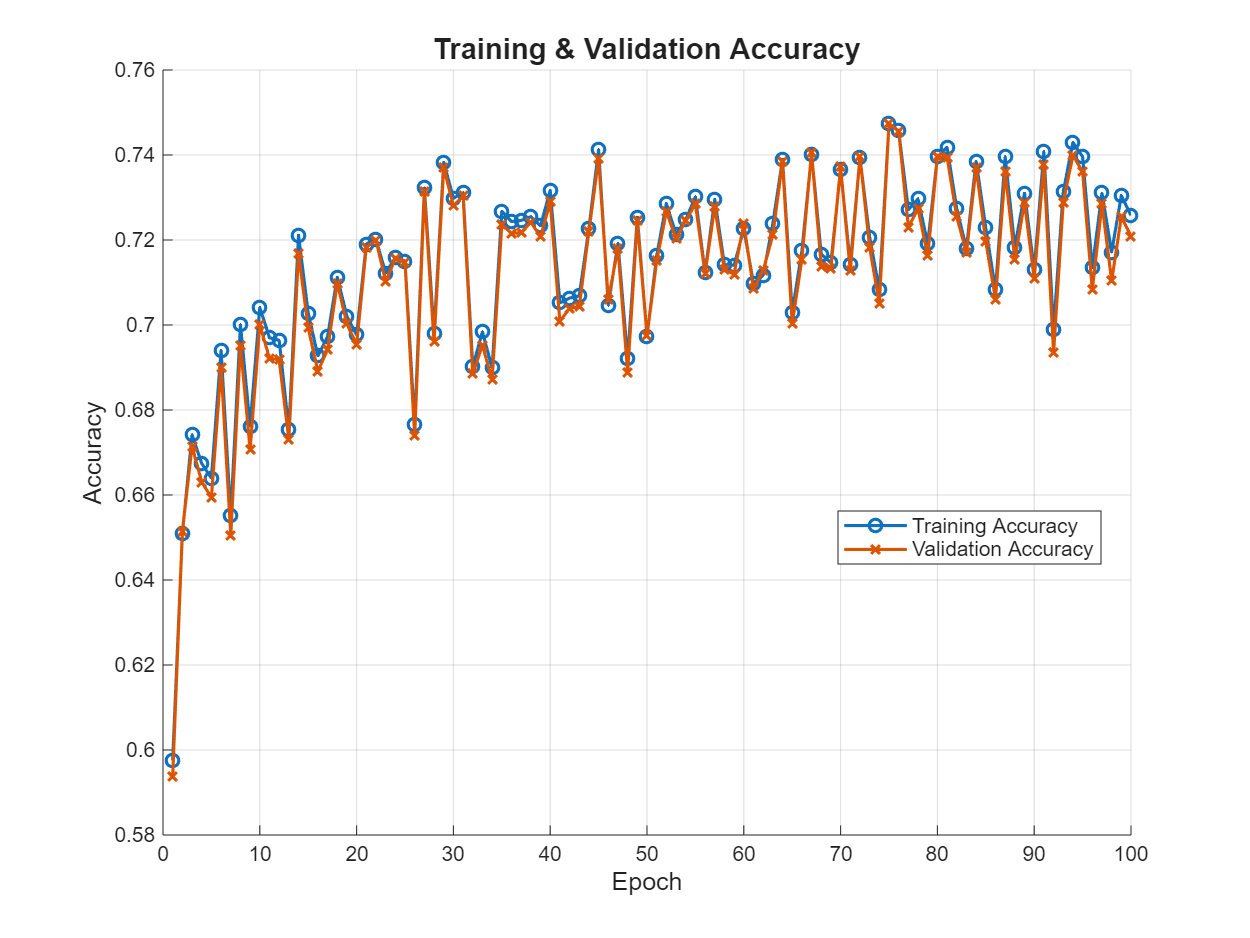 Training & Validation Accuracy
0.76
0.74
0.72
0.7
0.68
0.66
0.64
0.62
0.6
0.58
Accuracy
Training Accuracy
Validation Accuracy
0 10 20 30 40 50 60 70 80 90 100
Epoch